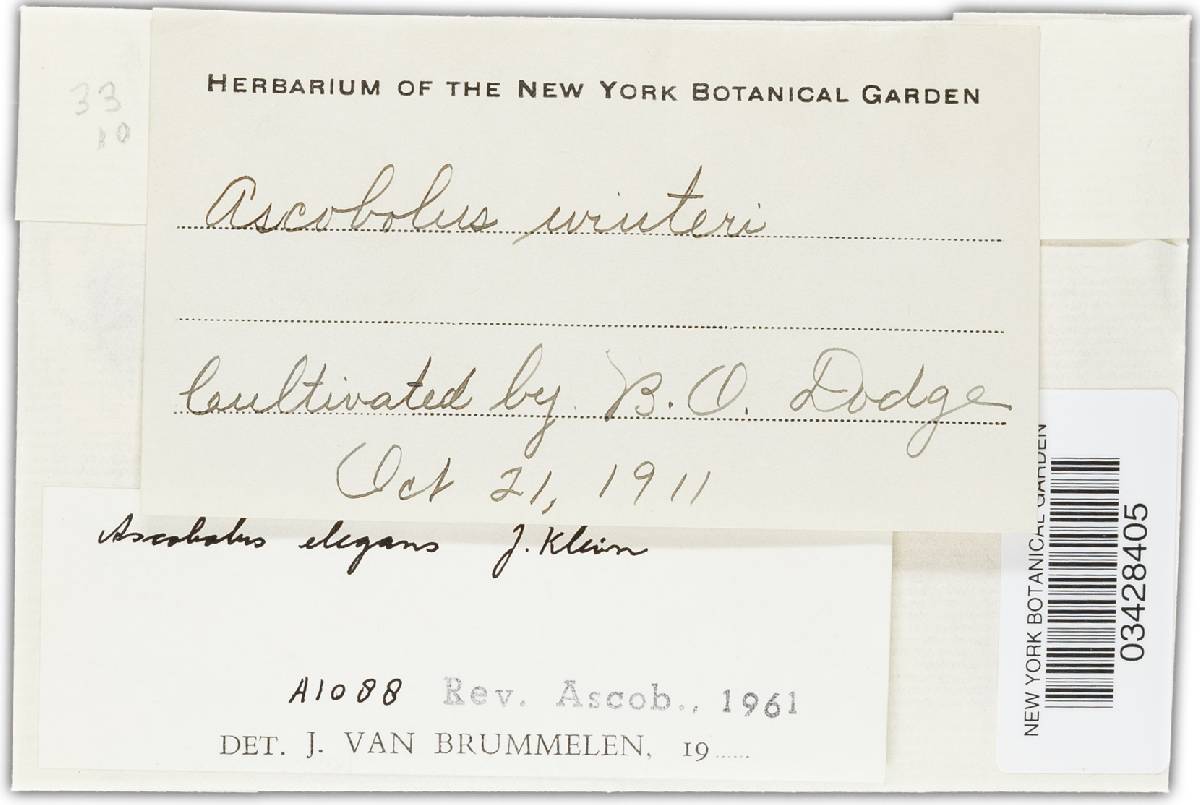 33
10
HERBARIUM OF THE NEW YORK BOTANICAL GARDEN
Ascobolus winteri
Cultivated by B. O. Dodge
Oct 21, 1911
Ascobolus elegans J. Klein
A1088 Rev. Ascob., 1961
DET. J. VAN BRUMMELEN, 19......
NEW YORK BOTANICAL GARDEN
03428405